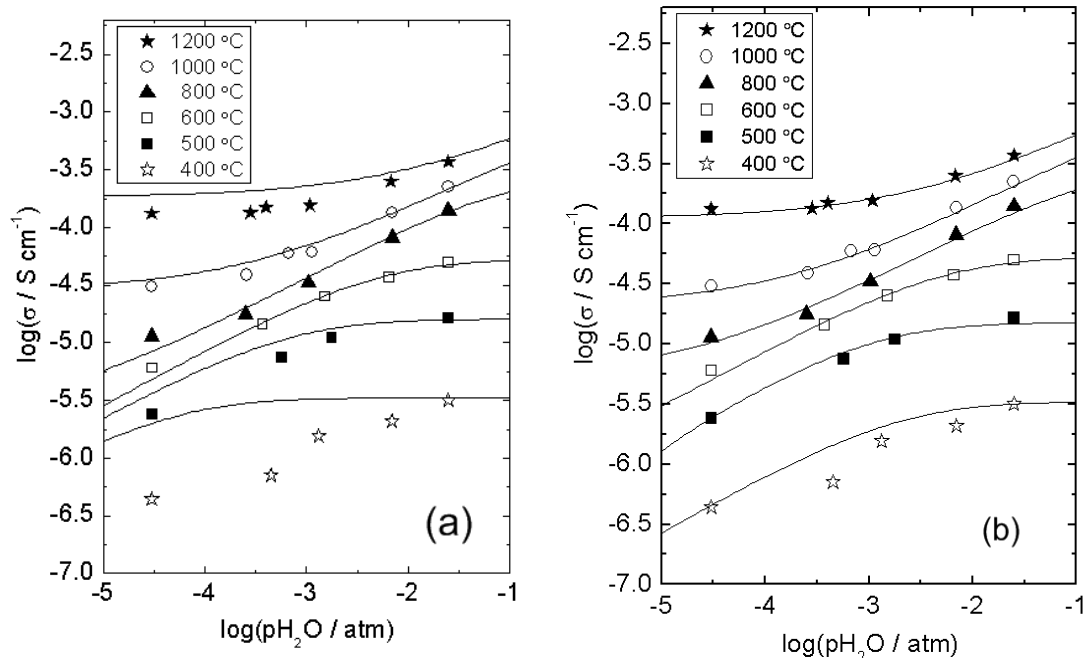 -2.5
-3.0
-3.5
-4.0
-4.5
-5.0
-5.5
-6.0
-6.5
-7.0
log(σ / S cm⁻¹)
1200 °C
1000 °C
800 °C
600 °C
500 °C
400 °C
(a)
-5 -4 -3 -2 -1
log(pH₂O / atm)
-2.5
-3.0
-3.5
-4.0
-4.5
-5.0
-5.5
-6.0
-6.5
-7.0
log(σ / S cm⁻¹)
1200 °C
1000 °C
800 °C
600 °C
500 °C
400 °C
(b)
-5 -4 -3 -2 -1
log(pH₂O / atm)